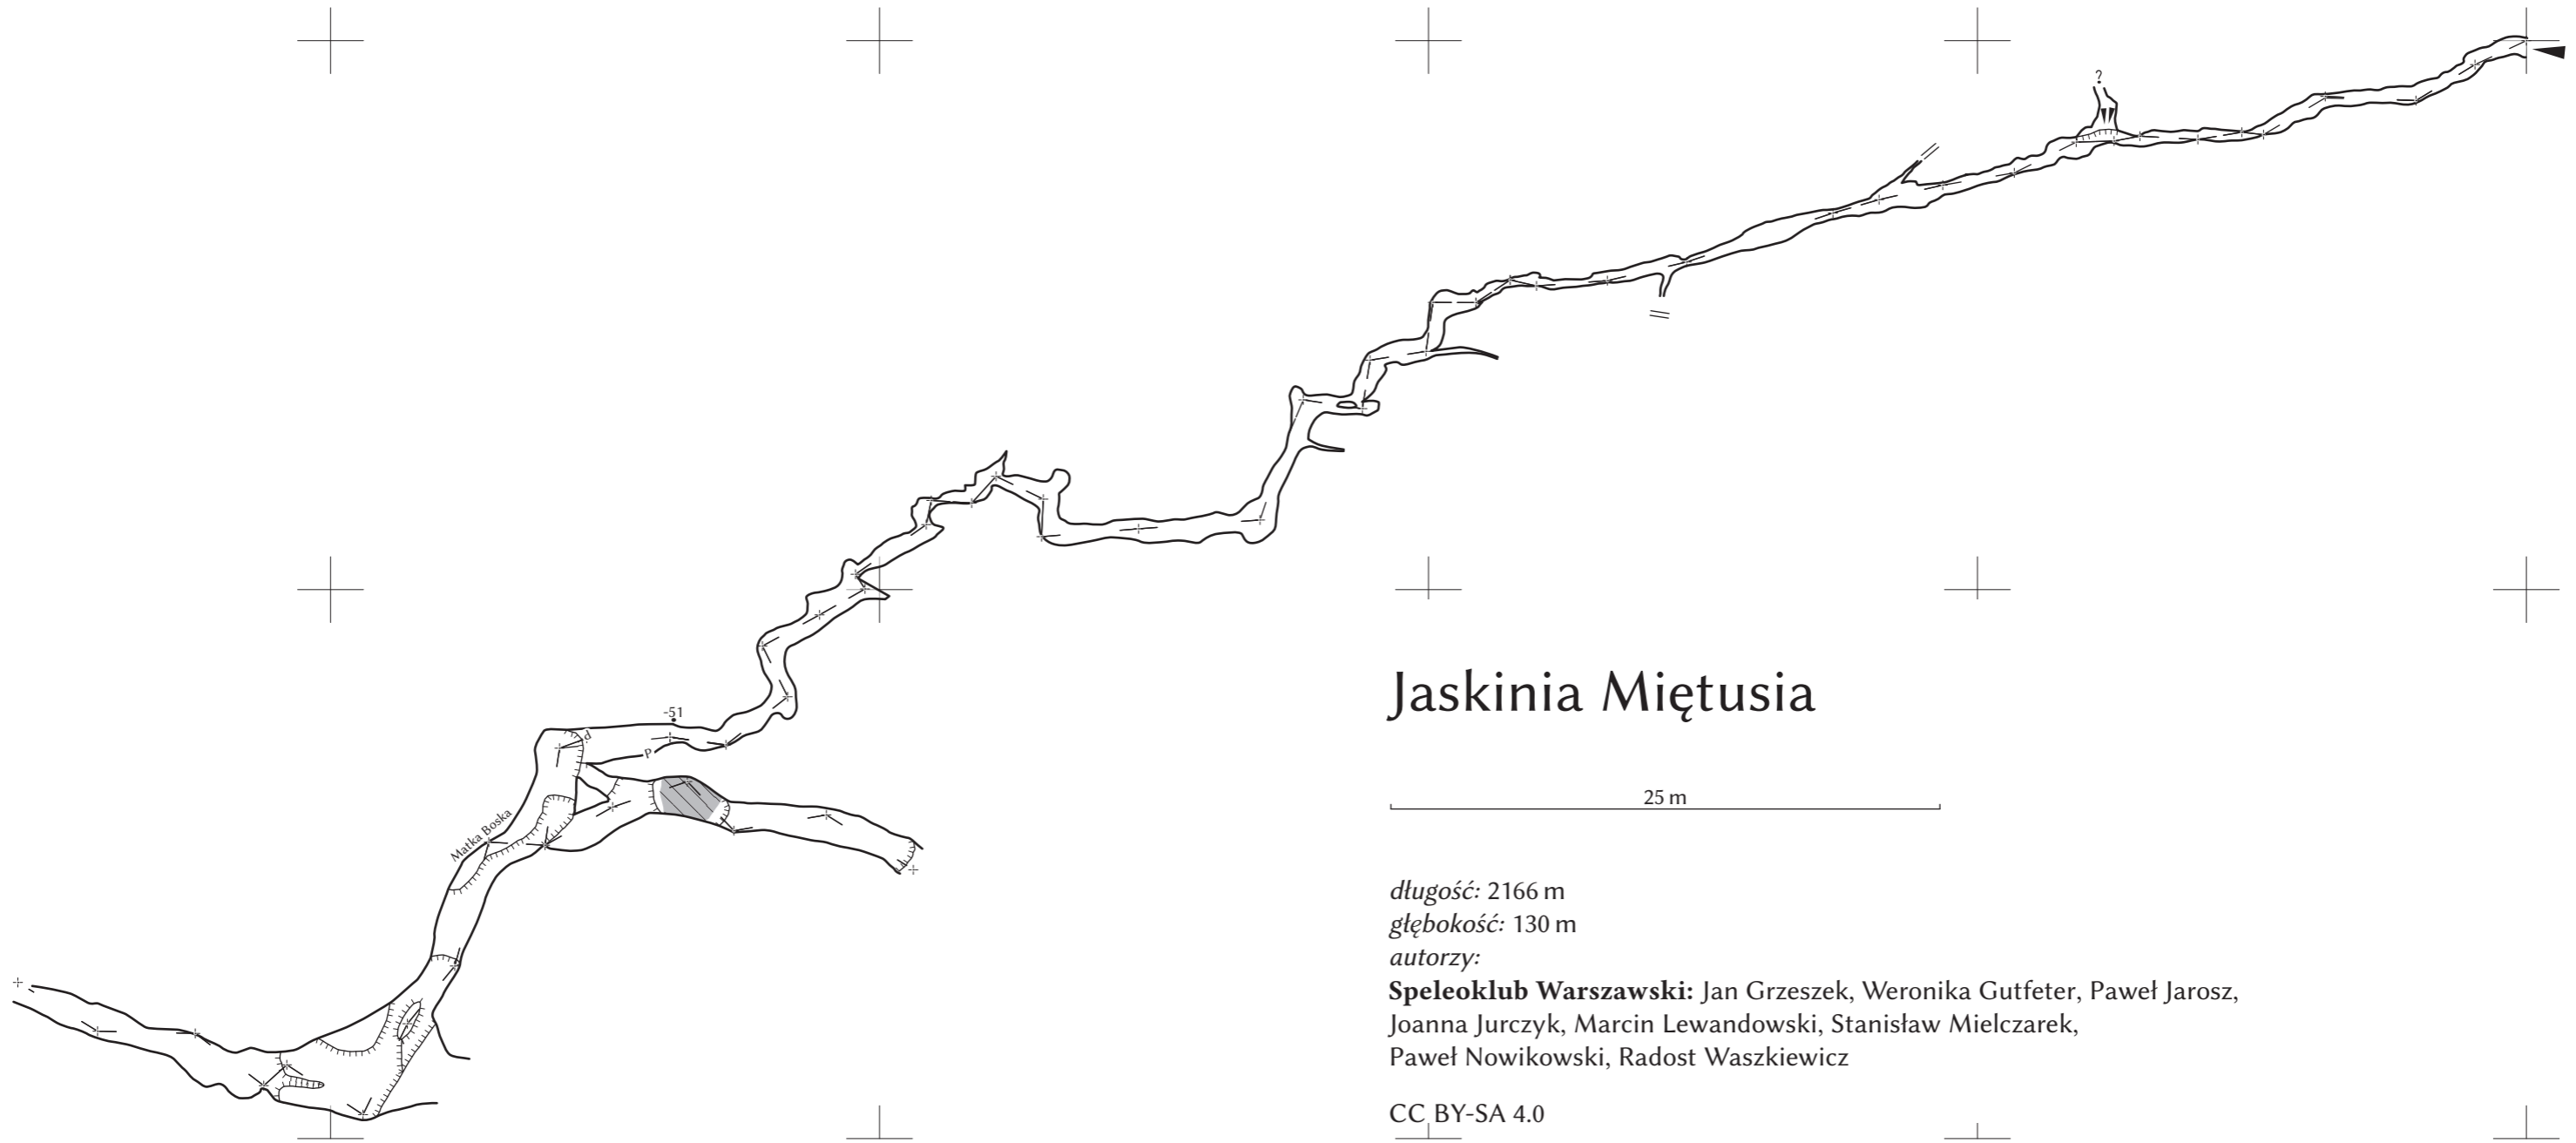 ?
-51
P
P
Matka Boska
Jaskinia Miętusia
25 m
długość: 2166 m
głębokość: 130 m
autorzy:
Speleoklub Warszawski: Jan Grzeszek, Weronika Gutfeter, Paweł Jarosz,
Joanna Jurczyk, Marcin Lewandowski, Stanisław Mielczarek,
Paweł Nowikowski, Radost Waszkiewicz
CC BY-SA 4.0